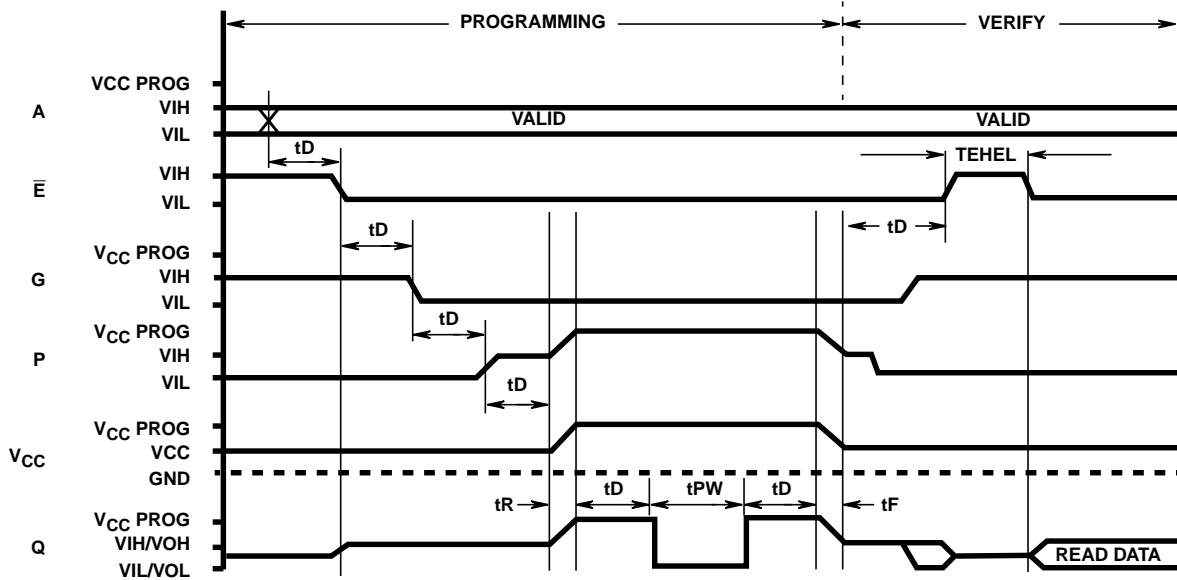 PROGRAMMING VERIFY
VCC PROG
A
VIH
VALID VALID
VIL
tD TEHEL
E̅
VIH
VIL
tD tD
VCC PROG
G
VIH
VIL
tD
VCC PROG
P
VIH
VIL
tD
VCC PROG
VCC
VCC
GND
tR tD tPW tD tF
VCC PROG
Q
VIH/VOH
READ DATA
VIL/VOL